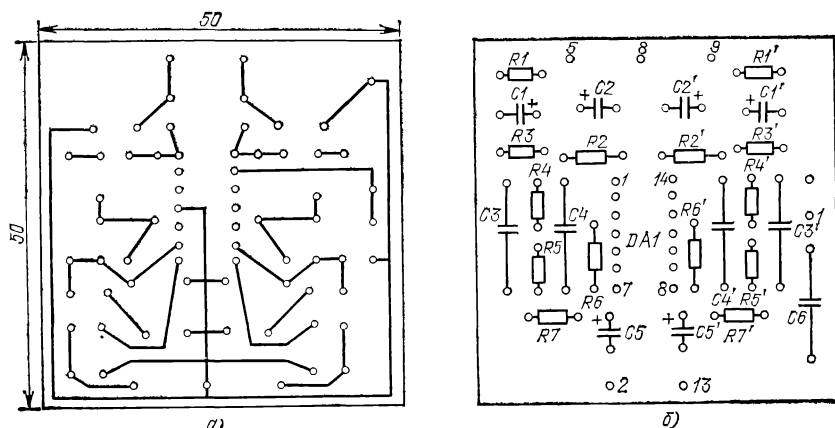 50
50
а)
5 8 9
R1 R1'
C1 + + C2 C2' + + C1'
R3 R2 R2' R3'
R4 1 14 R4'
C3 C4 R6' C3' 1
R5 DA1
R6 7 8 C4' R5' C6
R7 + C5 + C5' R7'
2 13
б)